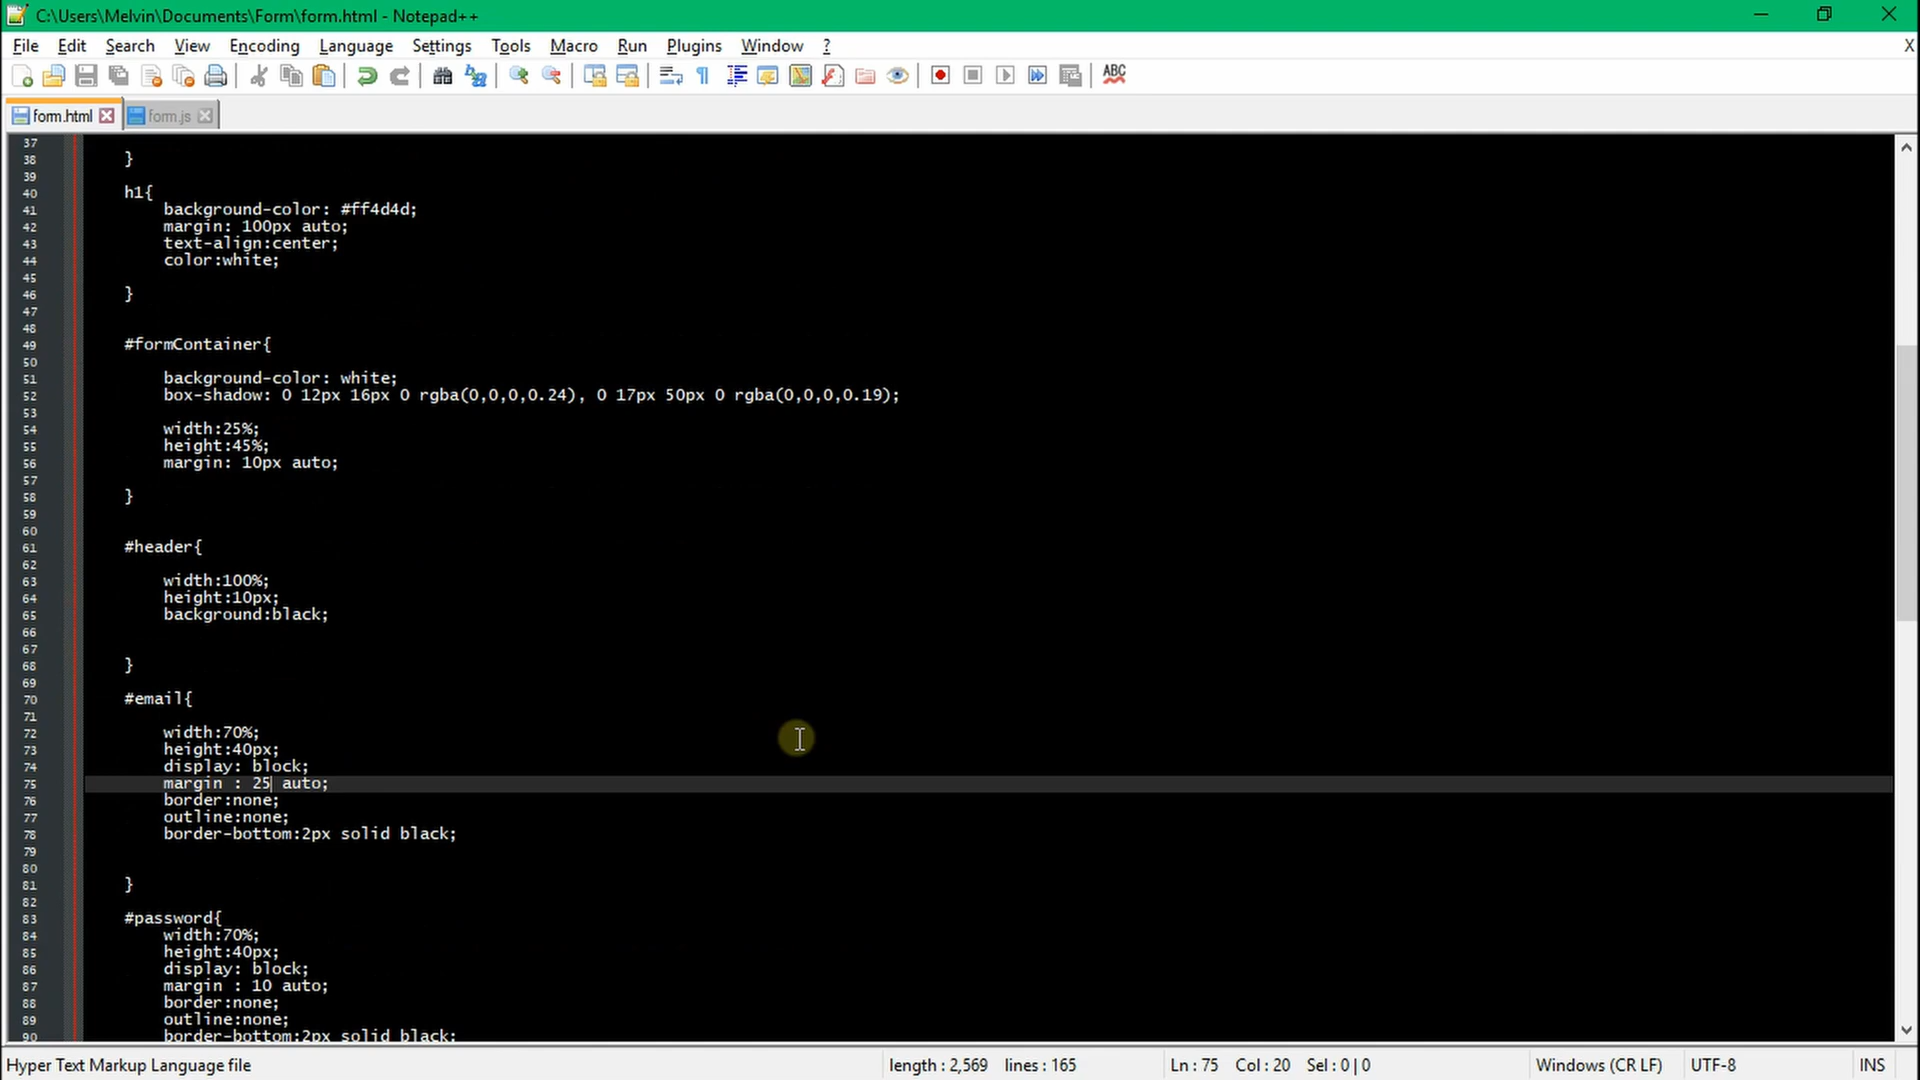 C:\Users\Melvin\Documents\Form\form.html - Notepad++
File Edit Search View Encoding Language Settings Tools Macro Run Plugins Window ? X
ABC
form.html form.js
37
38 }
39
40 h1{
41 background-color: #ff4d4d;
42 margin: 100px auto;
43 text-align:center;
44 color:white;
45
46 }
47
48
49 #formContainer{
50
51 background-color: white;
52 box-shadow: 0 12px 16px 0 rgba(0,0,0,0.24), 0 17px 50px 0 rgba(0,0,0,0.19);
53
54 width:25%;
55 height:45%;
56 margin: 10px auto;
57
58 }
59
60
61 #header{
62
63 width:100%;
64 height:10px;
65 background:black;
66
67
68 }
69
70 #email{
71
72 width:70%;
73 height:40px;
74 display: block;
75 margin : 25 auto;
76 border:none;
77 outline:none;
78 border-bottom:2px solid black;
79
80
81 }
82
83 #password{
84 width:70%;
85 height:40px;
86 display: block;
87 margin : 10 auto;
88 border:none;
89 outline:none;
90 border-bottom:2px solid black;
Hyper Text Markup Language file length : 2,569 lines : 165 Ln : 75 Col : 20 Sel : 0 | 0 Windows (CR LF) UTF-8 INS